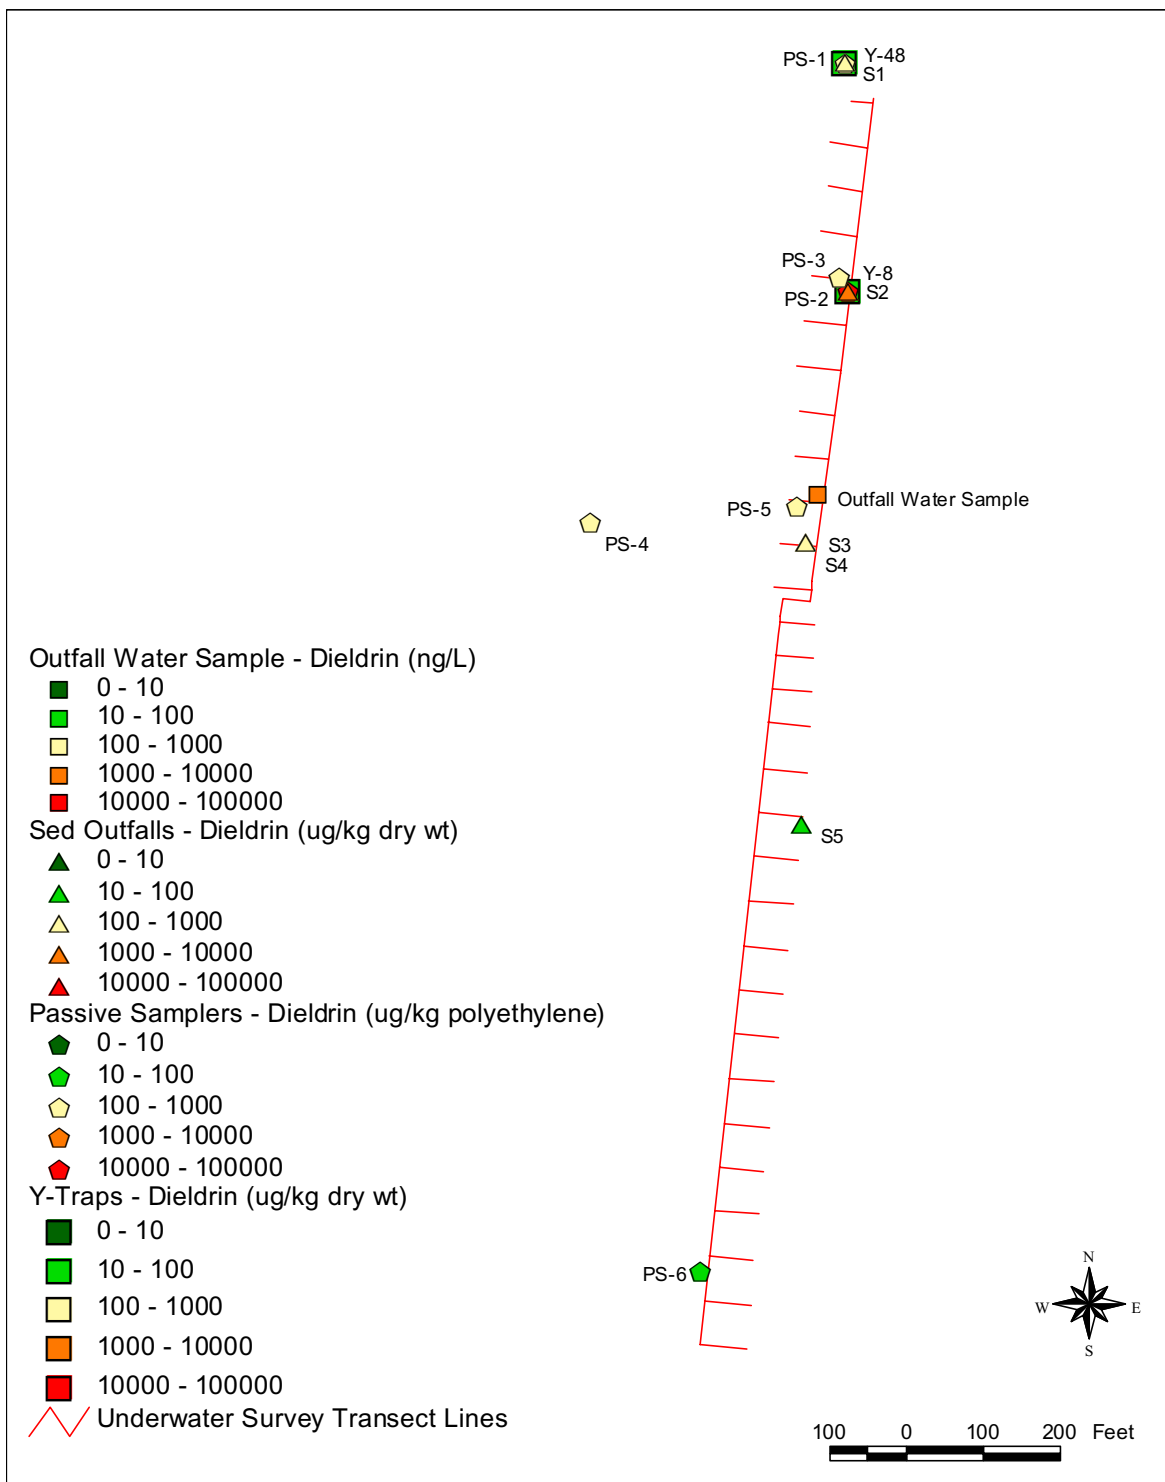 PS-1
Y-48
S1
PS-3
Y-8
PS-2
S2
Outfall Water Sample
PS-5
PS-4
S3
S4
Outfall Water Sample - Dieldrin (ng/L)
0 - 10
10 - 100
100 - 1000
1000 - 10000
10000 - 100000
Sed Outfalls - Dieldrin (ug/kg dry wt)
0 - 10
10 - 100
100 - 1000
1000 - 10000
10000 - 100000
S5
Passive Samplers - Dieldrin (ug/kg polyethylene)
0 - 10
10 - 100
100 - 1000
1000 - 10000
10000 - 100000
Y-Traps - Dieldrin (ug/kg dry wt)
0 - 10
10 - 100
100 - 1000
1000 - 10000
10000 - 100000
Underwater Survey Transect Lines
PS-6
N
W E
S
100 0 100 200 Feet